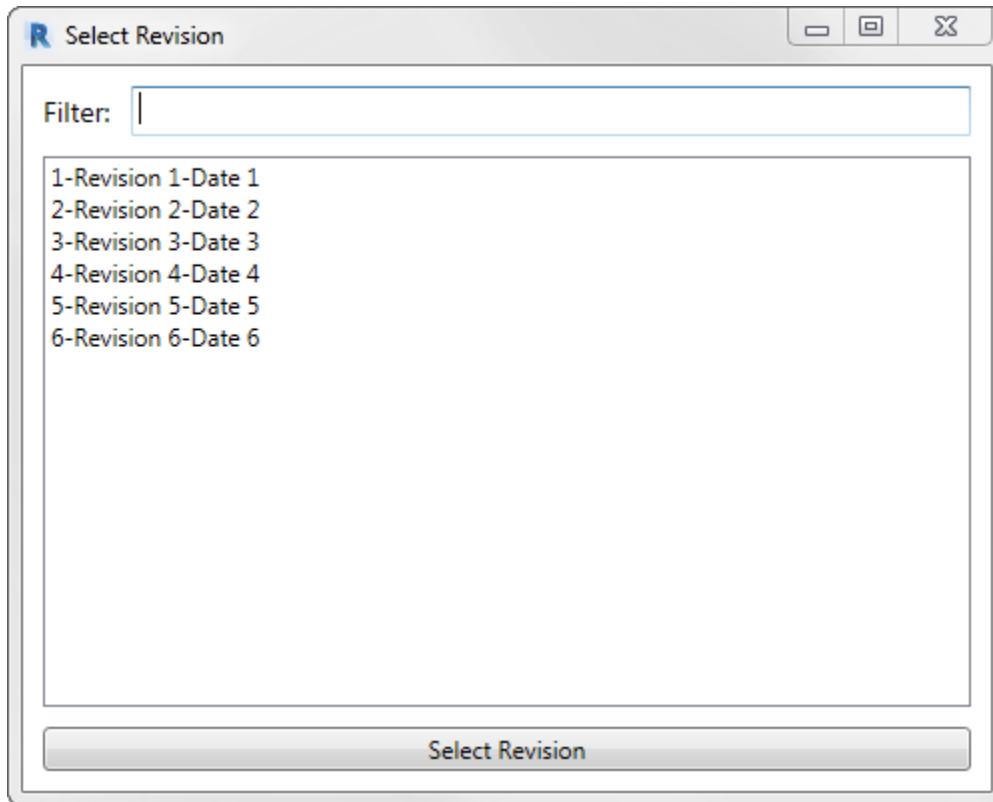 Select Revision
Filter:
1-Revision 1-Date 1
2-Revision 2-Date 2
3-Revision 3-Date 3
4-Revision 4-Date 4
5-Revision 5-Date 5
6-Revision 6-Date 6
Select Revision